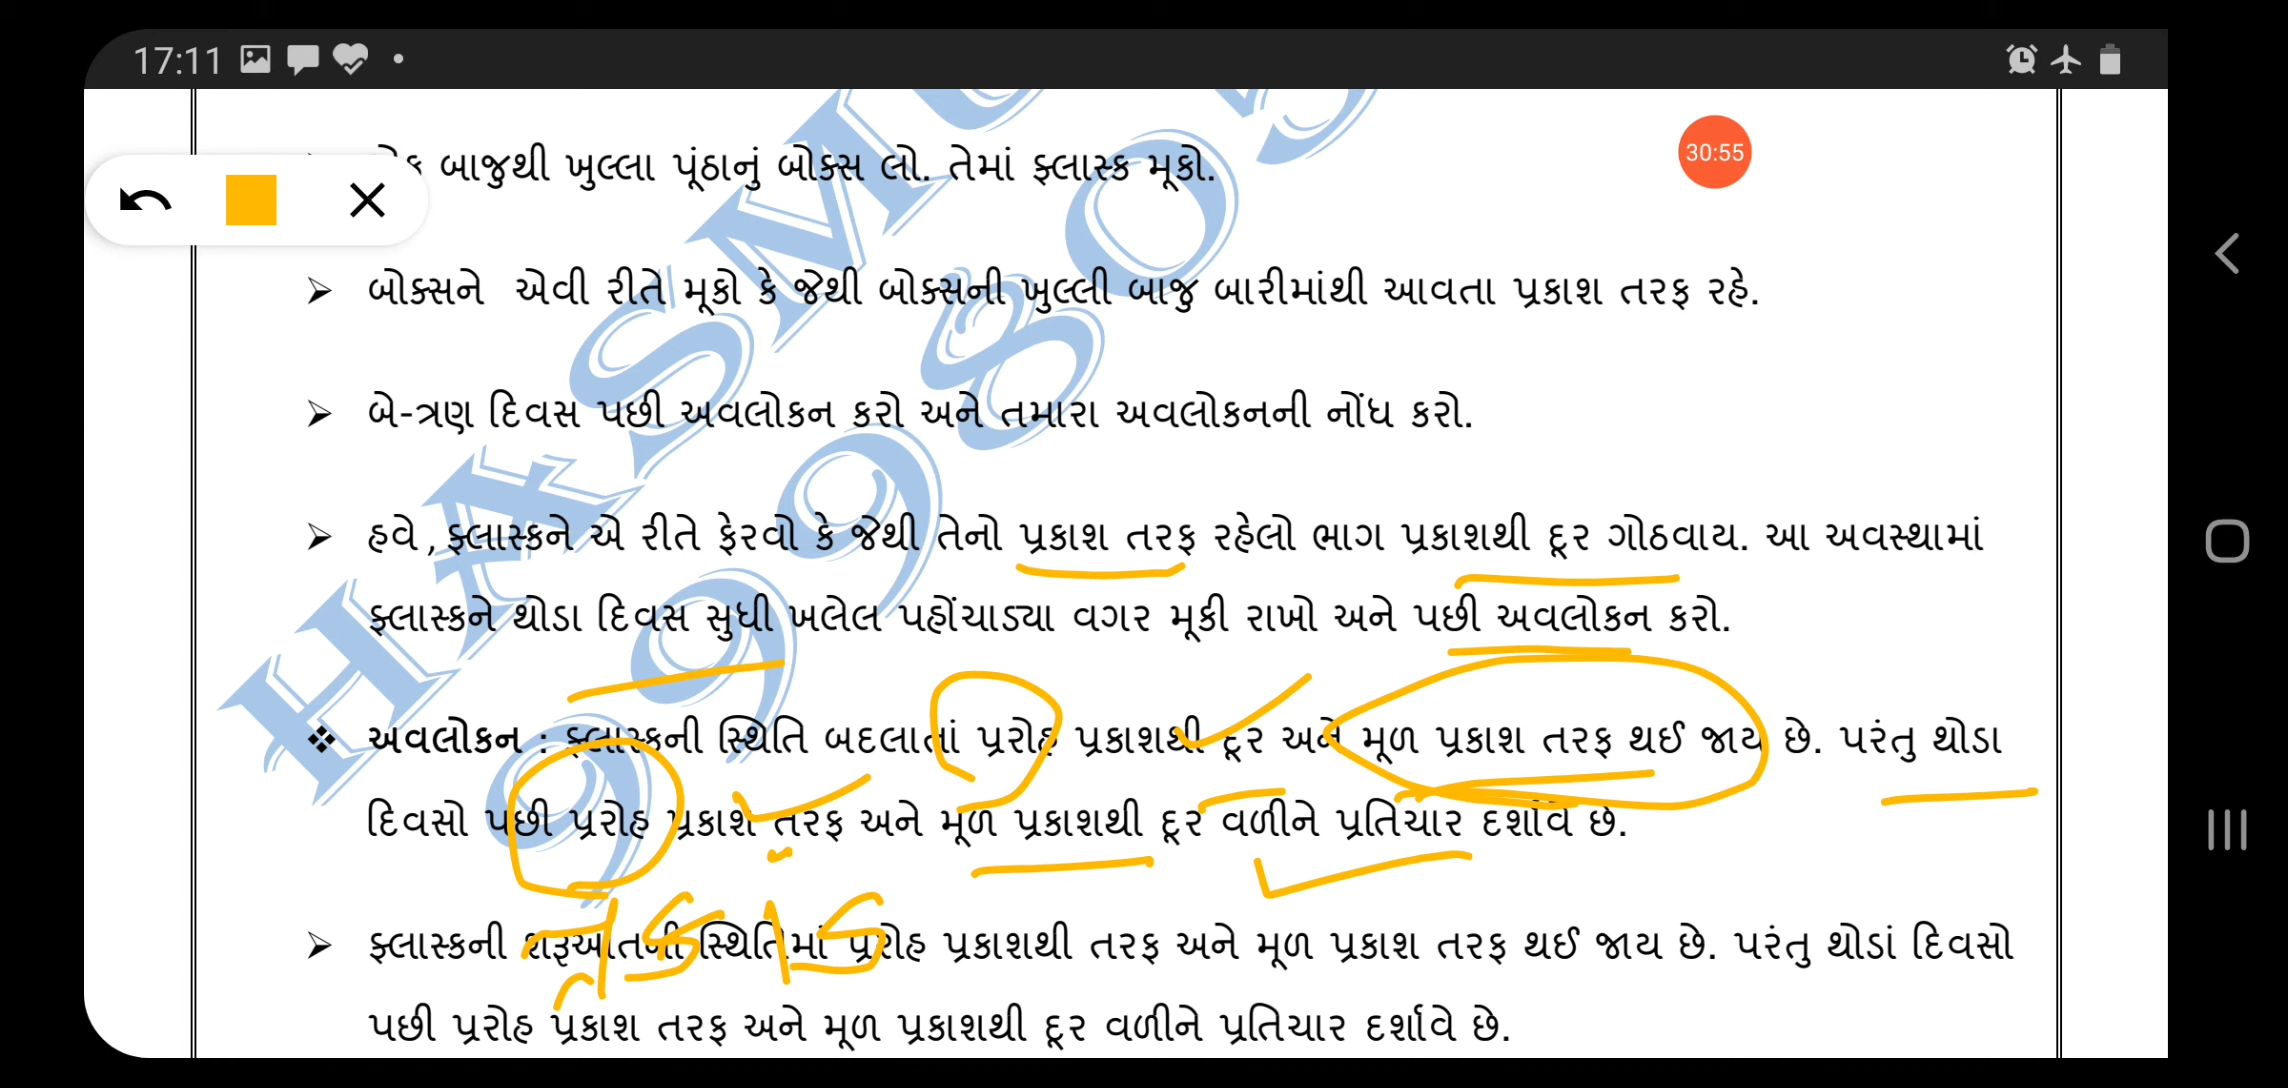 17:11
બાજુથી ખુલ્લા પૂંઠાનું બોક્સ લો. તેમાં ફ્લાસ્ક મૂકો.
30:55
➢ બોક્સને એવી રીતે મૂકો કે જેથી બોક્સની ખુલ્લી બાજુ બારીમાંથી આવતા પ્રકાશ તરફ રહે.
➢ બે-ત્રણ દિવસ પછી અવલોકન કરો અને તમારા અવલોકનની નોંધ કરો.
➢ હવે , ફ્લાસ્કને એ રીતે ફેરવો કે જેથી તેનો પ્રકાશ તરફ રહેલો ભાગ પ્રકાશથી દૂર ગોઠવાય. આ અવસ્થામાં
ફ્લાસ્કને થોડા દિવસ સુધી ખલેલ પહોંચાડ્યા વગર મૂકી રાખો અને પછી અવલોકન કરો.
❖ અવલોકન : ફ્લાસ્કની સ્થિતિ બદલાતાં પ્રરોહ પ્રકાશથી દૂર અને મૂળ પ્રકાશ તરફ થઈ જાય છે. પરંતુ થોડા
દિવસો પછી પ્રરોહ પ્રકાશ તરફ અને મૂળ પ્રકાશથી દૂર વળીને પ્રતિચાર દર્શાવે છે.
➢ ફ્લાસ્કની શરૂઆતની સ્થિતિમાં પ્રરોહ પ્રકાશથી તરફ અને મૂળ પ્રકાશ તરફ થઈ જાય છે. પરંતુ થોડાં દિવસો
પછી પ્રરોહ પ્રકાશ તરફ અને મૂળ પ્રકાશથી દૂર વળીને પ્રતિચાર દર્શાવે છે.